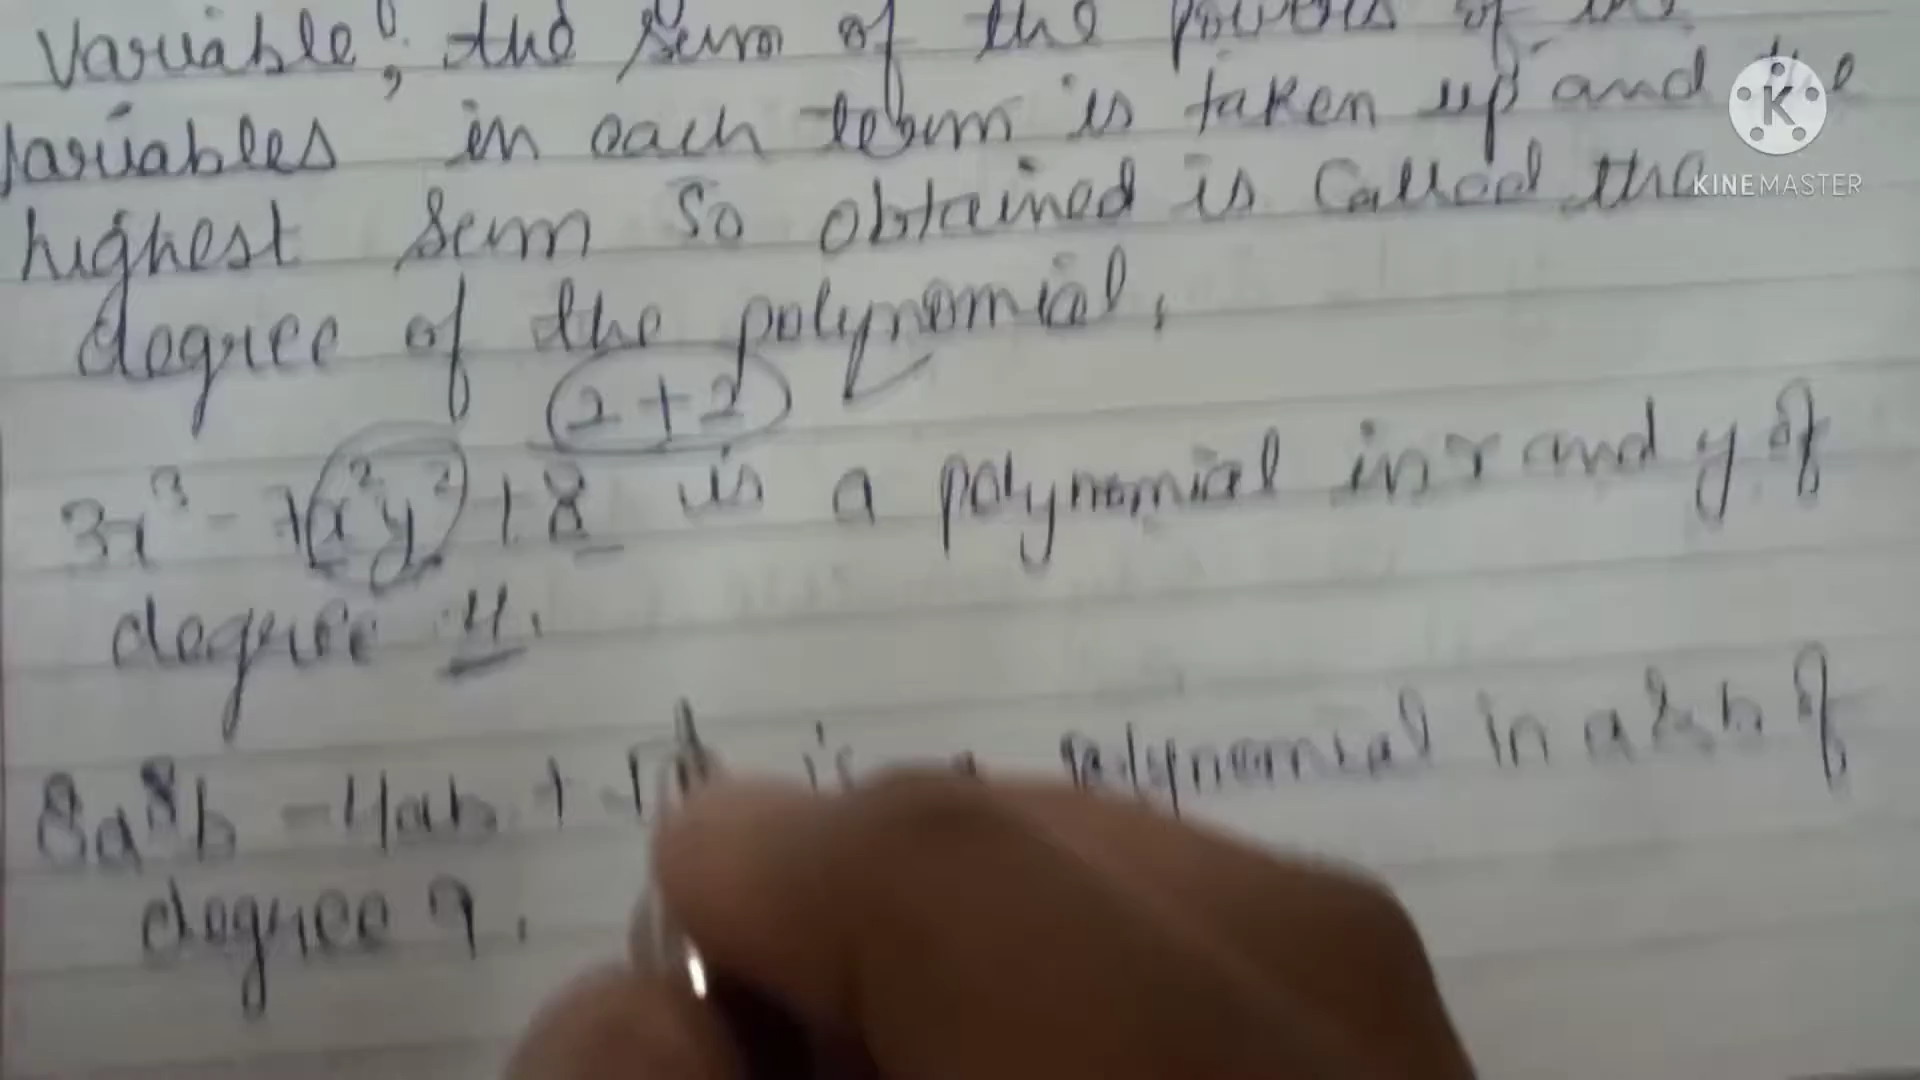 Variable, the sum of the powers of the
variables in each term is taken up and the
highest sum so obtained is called the
degree of the polynomial.
2+2
3x³ - 7x²y² + 8 is a polynomial in x and y of
degree 4.
8a⁸b - 4ab + is a polynomial in a & b of
degree 9.
K
KINEMASTER